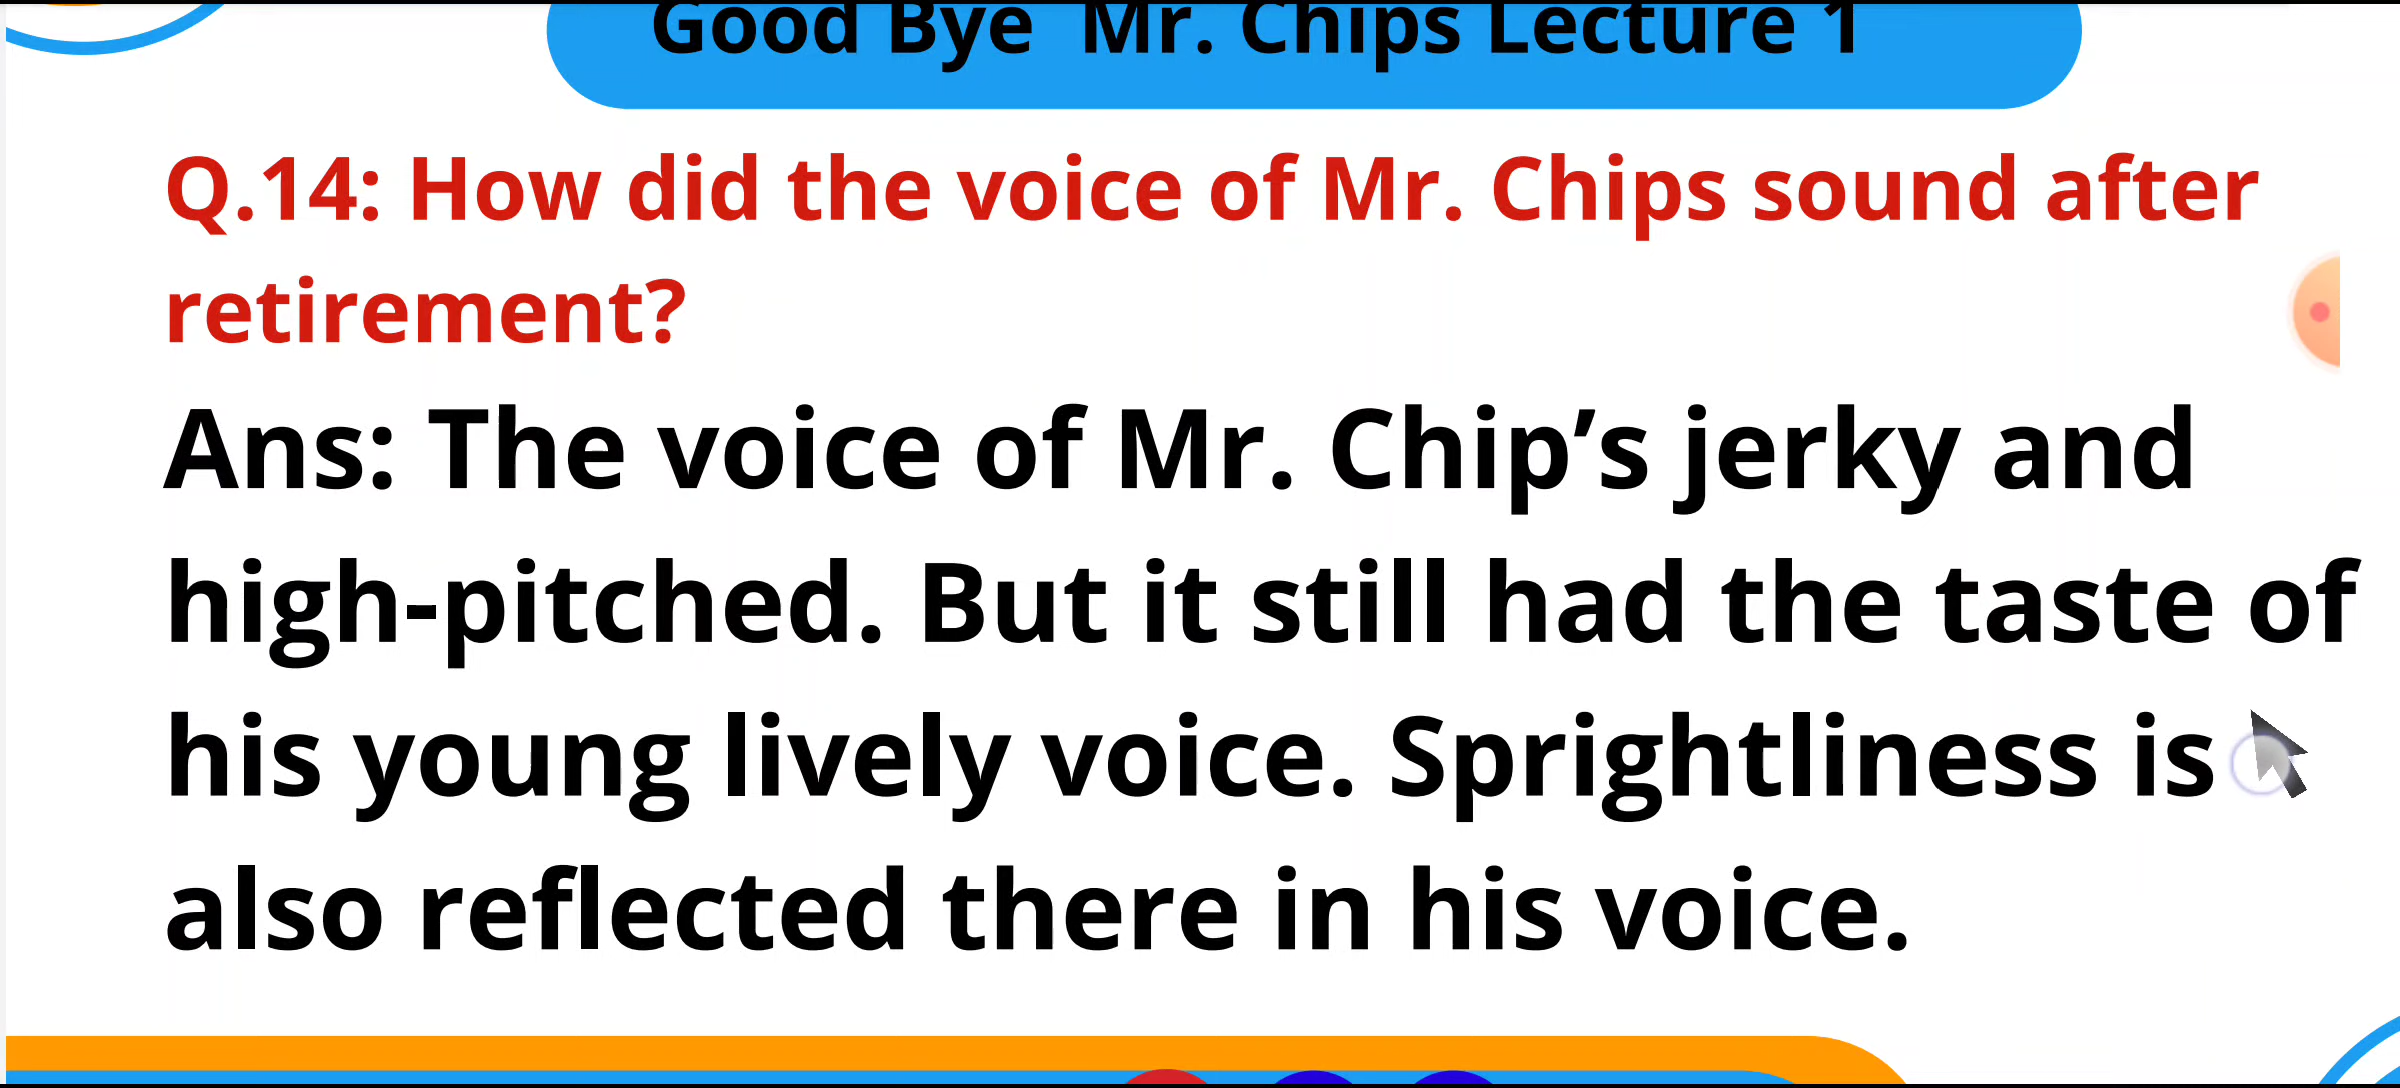 Good Bye Mr. Chips Lecture 1
Q.14: How did the voice of Mr. Chips sound after
retirement?
Ans: The voice of Mr. Chip’s jerky and
high-pitched. But it still had the taste of
his young lively voice. Sprightliness is
also reflected there in his voice.